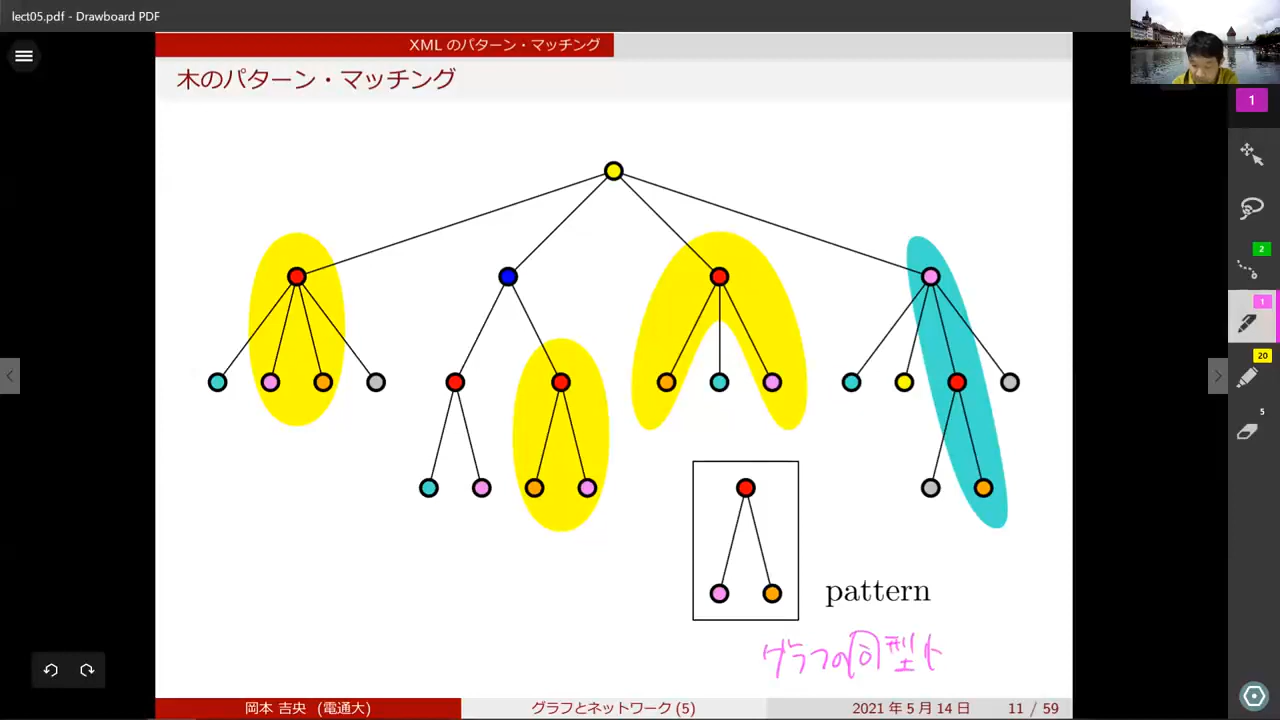 lect05.pdf - Drawboard PDF
XML のパターン・マッチング
木のパターン・マッチング
1
2
1
20
5
pattern
グラフの同型
岡本 吉央 (電通大)
グラフとネットワーク (5)
2021 年 5 月 14 日
11 / 59